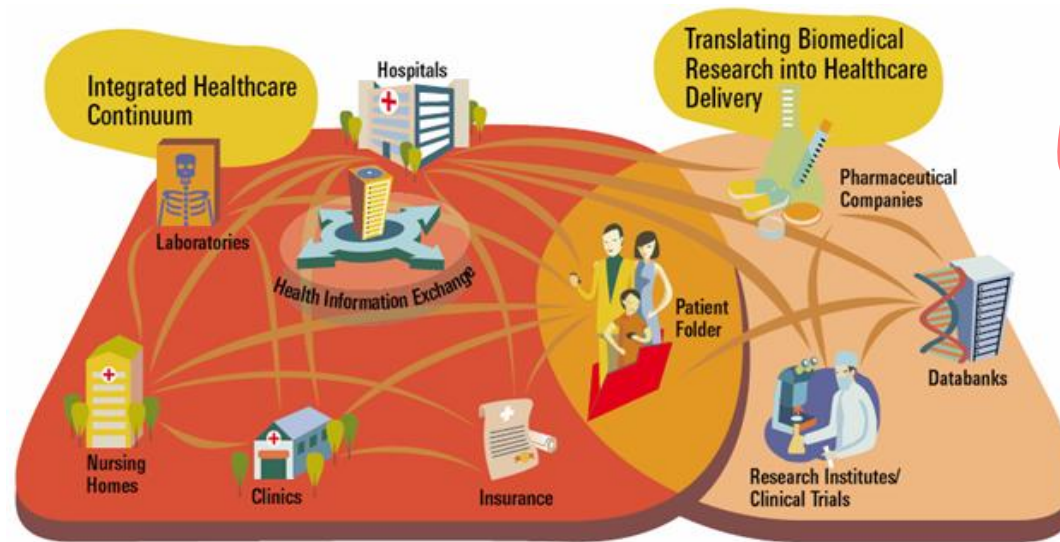 Integrated Healthcare
Continuum
Hospitals
Translating Biomedical
Research into Healthcare
Delivery
Laboratories
Pharmaceutical
Companies
Health Information Exchange
Patient
Folder
Databanks
Nursing
Homes
Clinics
Insurance
Research Institutes/
Clinical Trials